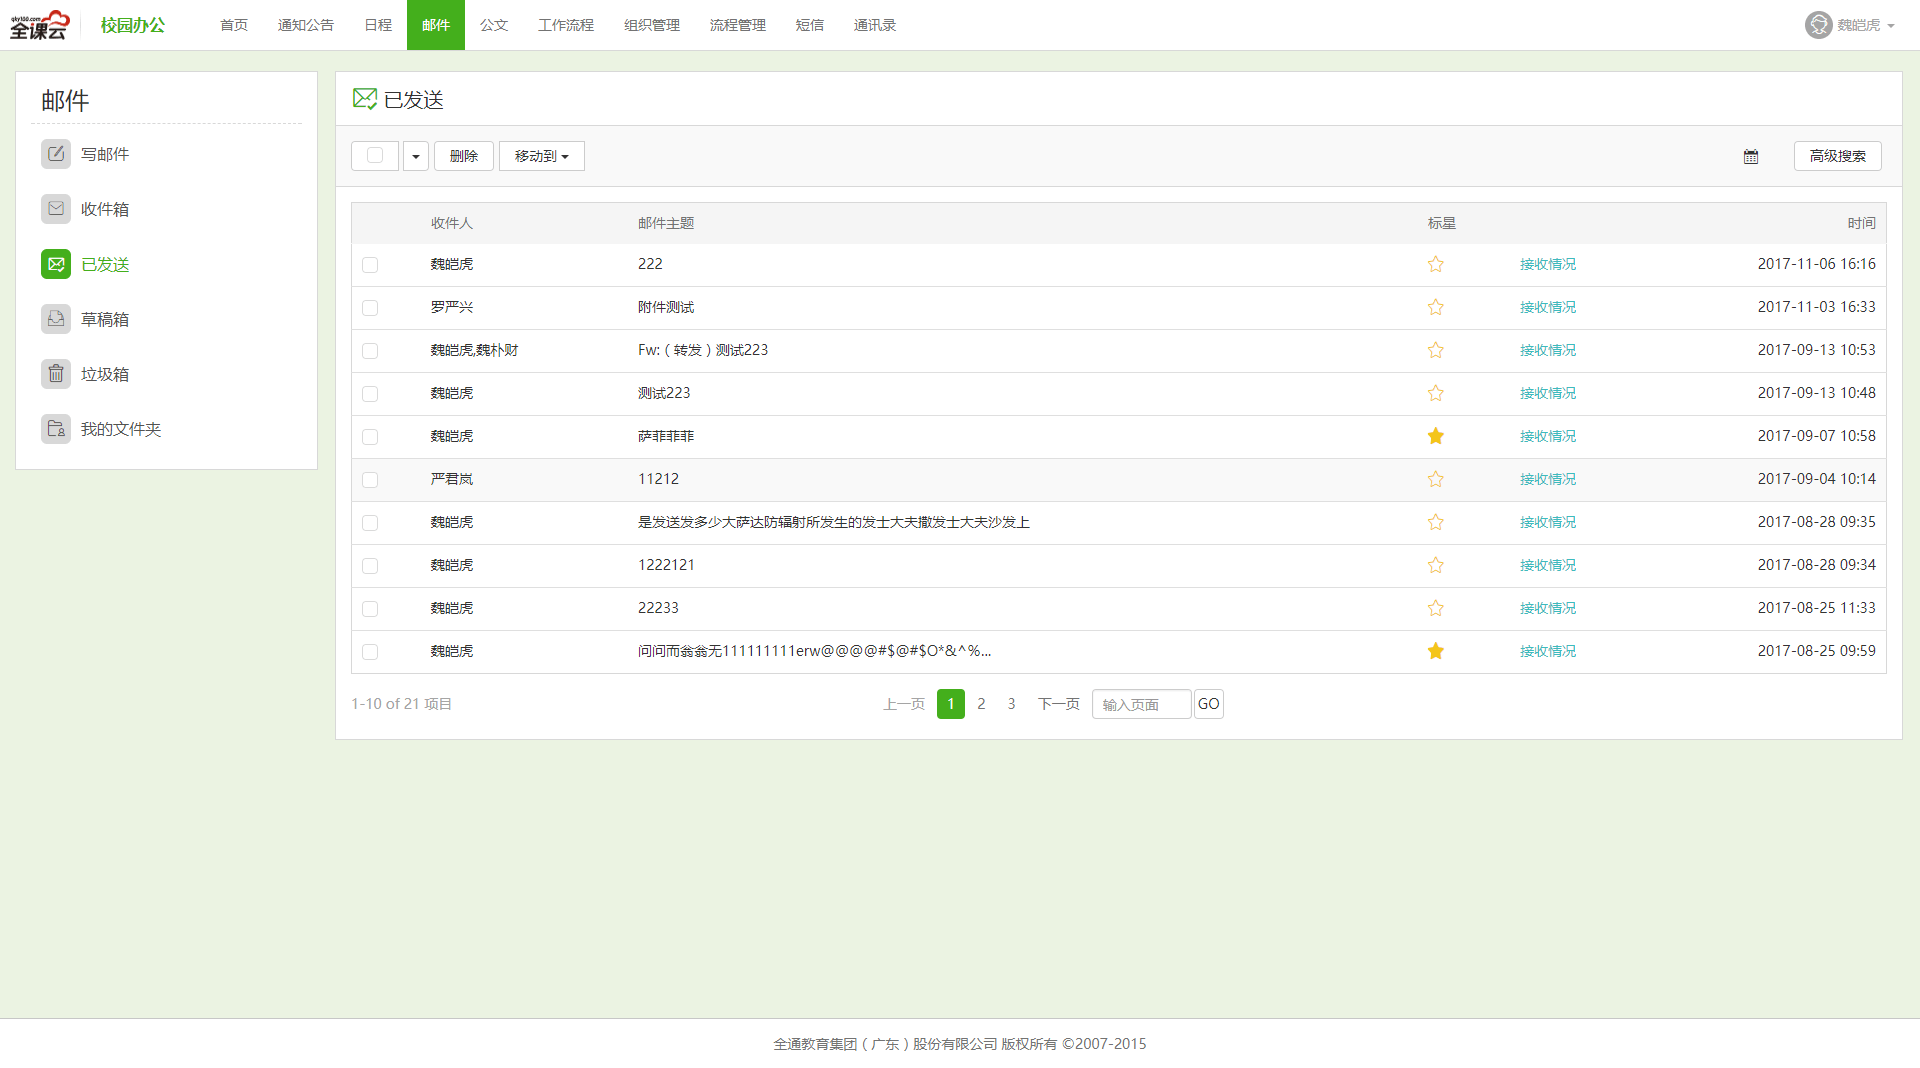 qky100.com
全课云
校园办公
首页 通知公告 日程 邮件 公文 工作流程 组织管理 流程管理 短信 通讯录 魏皑虎
邮件
写邮件
收件箱
已发送
草稿箱
垃圾箱
我的文件夹
已发送
删除 移动到 高级搜索
收件人 邮件主题 标星 时间
魏皑虎 222 接收情况 2017-11-06 16:16
罗严兴 附件测试 接收情况 2017-11-03 16:33
魏皑虎,魏朴财 Fw:（转发）测试223 接收情况 2017-09-13 10:53
魏皑虎 测试223 接收情况 2017-09-13 10:48
魏皑虎 萨菲菲菲 接收情况 2017-09-07 10:58
严君岚 11212 接收情况 2017-09-04 10:14
魏皑虎 是发送发多少大萨达防辐射所发生的发士大夫撒发士大夫沙发上 接收情况 2017-08-28 09:35
魏皑虎 1222121 接收情况 2017-08-28 09:34
魏皑虎 22233 接收情况 2017-08-25 11:33
魏皑虎 问问而翁翁无111111111erw@@@@#$@#$O*&^%... 接收情况 2017-08-25 09:59
1-10 of 21 项目 上一页 1 2 3 下一页 输入页面 GO
全通教育集团（广东）股份有限公司 版权所有 ©2007-2015